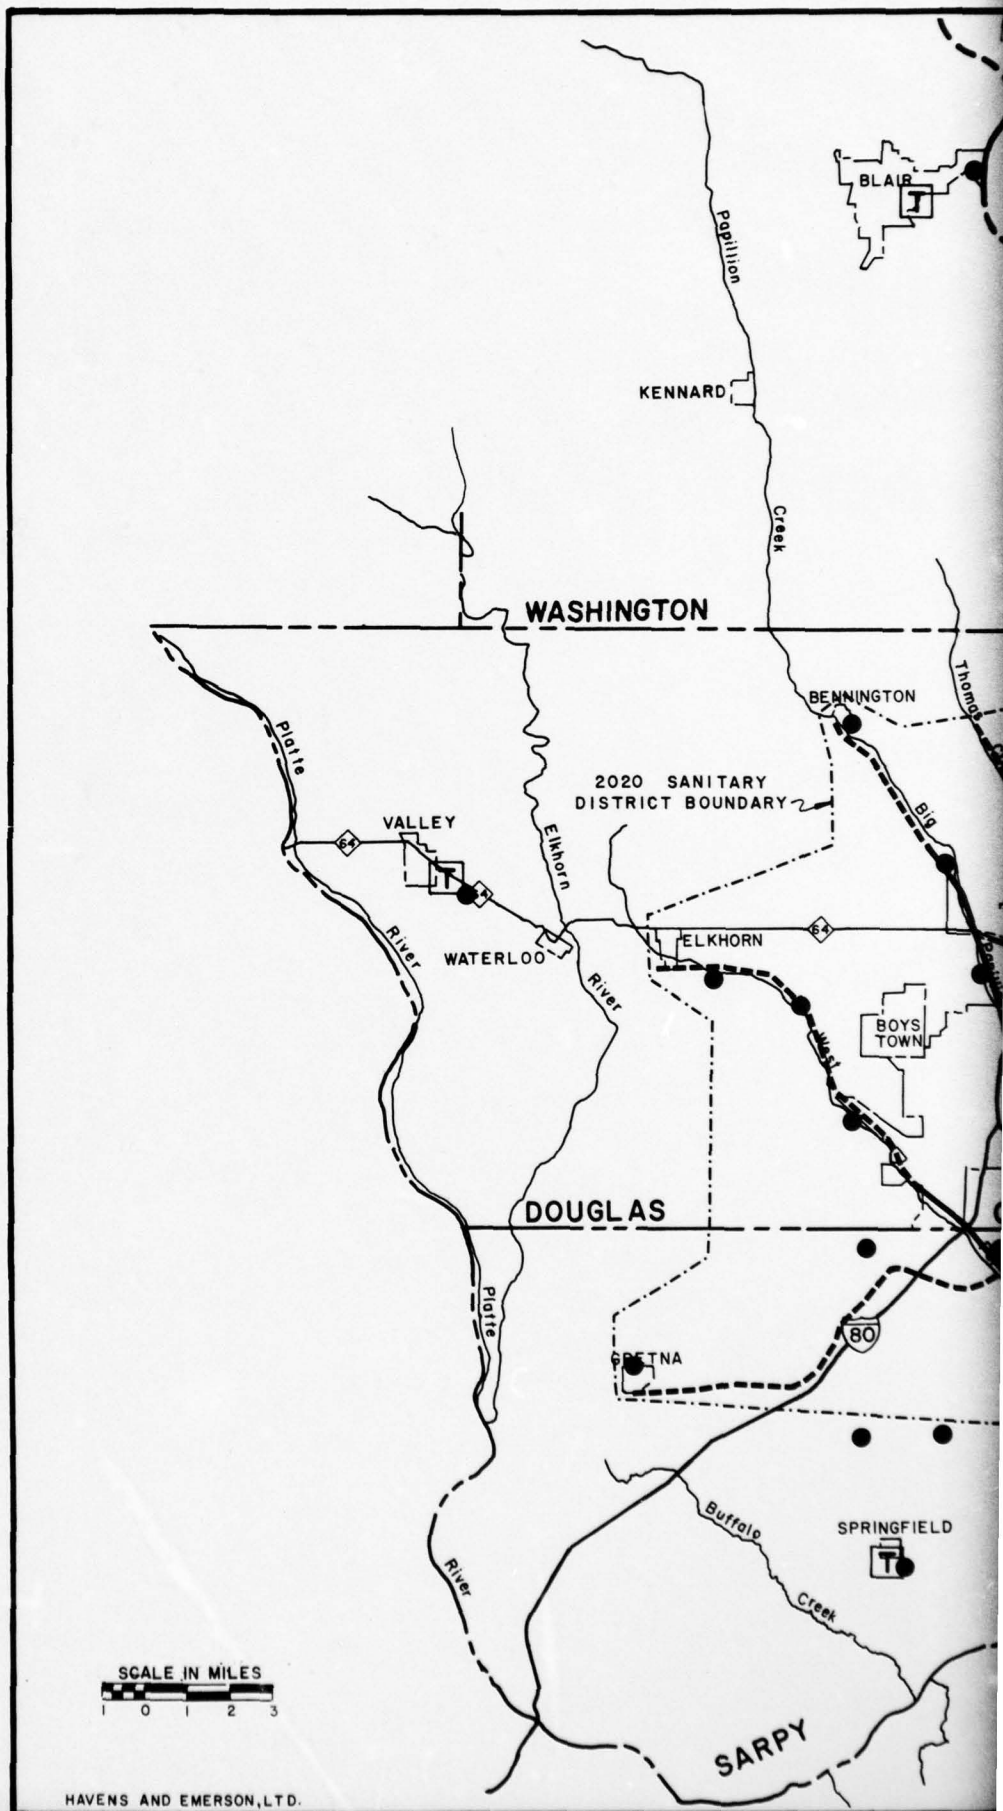 BLAIR
T
Papillion
KENNARD
Creek
WASHINGTON
Thomas
BENNINGTON
Platte
2020 SANITARY
DISTRICT BOUNDARY
Big
VALLEY
64
Elkhorn
T
WATERLOO
ELKHORN
64
River
River
BOYS
TOWN
West
DOUGLAS
Platte
80
GRETNA
Buffalo
SPRINGFIELD
T
River
Creek
SCALE IN MILES
1 0 1 2 3
SARPY
HAVENS AND EMERSON, LTD.